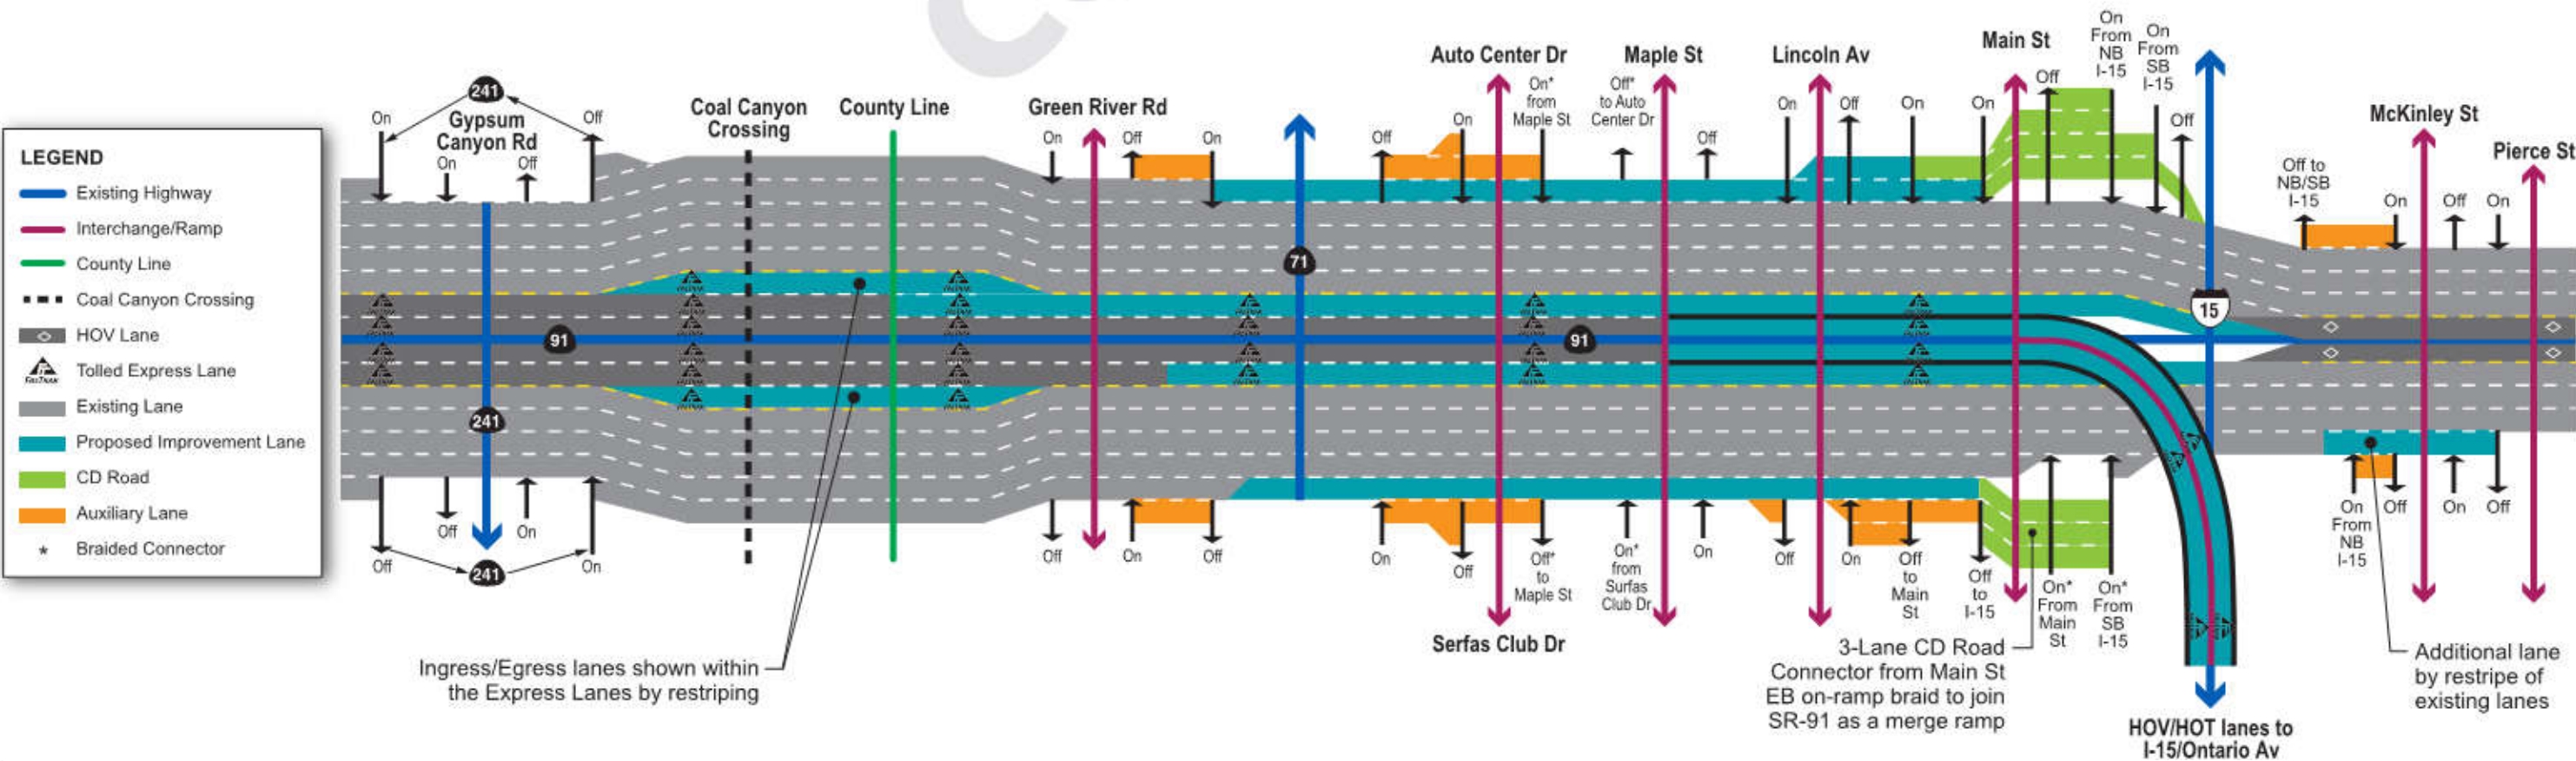 LEGEND
Existing Highway
Interchange/Ramp
County Line
Coal Canyon Crossing
HOV Lane
Tolled Express Lane
Existing Lane
Proposed Improvement Lane
CD Road
Auxiliary Lane
* Braided Connector
241
On
Gypsum
Canyon Rd
On
Off
Off
Coal Canyon
Crossing
County Line
Green River Rd
On
Off
On
Auto Center Dr
Off
On
On*
from
Maple St
Maple St
Off*
to Auto
Center Dr
Off
Lincoln Av
On
Off
On
On
Main St
Off
On
From
NB
I-15
On
From
SB
I-15
Off
Off to
NB/SB
I-15
McKinley St
On
Off
On
Pierce St
91
241
71
91
15
Off
Off
241
On
On
Off
On
Off
On
Off
Off*
to
Maple St
Serfas Club Dr
On*
from
Surfas
Club Dr
On
Off
On
Off
to
Main
St
Off
to
I-15
On*
From
Main
St
On*
From
SB
I-15
On
From
NB
I-15
Off
On
Off
Ingress/Egress lanes shown within
the Express Lanes by restriping
3-Lane CD Road
Connector from Main St
EB on-ramp braid to join
SR-91 as a merge ramp
HOV/HOT lanes to
I-15/Ontario Av
Additional lane
by restripe of
existing lanes